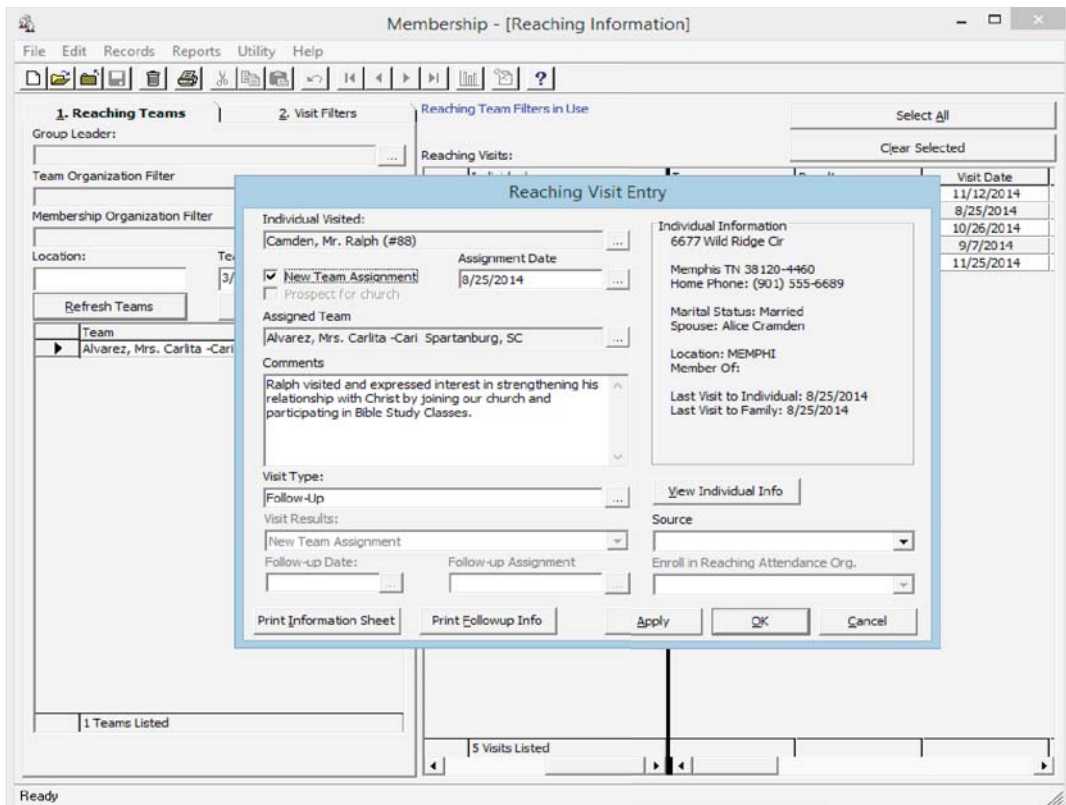 Membership - [Reaching Information]
File Edit Records Reports Utility Help
1. Reaching Teams
2. Visit Filters
Group Leader:
...
Team Organization Filter
Membership Organization Filter
Location:
3/
Refresh Teams
Team
Alvarez, Mrs. Carlita -Cari
1 Teams Listed
Reaching Team Filters in Use
Select All
Clear Selected
Reaching Visits:
Visit Date
11/12/2014
8/25/2014
10/26/2014
9/7/2014
11/25/2014
5 Visits Listed
Reaching Visit Entry
Individual Visited:
Camden, Mr. Ralph (#88) ...
New Team Assignment
Prospect for church
Assignment Date
8/25/2014 ...
Assigned Team
Alvarez, Mrs. Carlita -Cari Spartanburg, SC ...
Comments
Ralph visited and expressed interest in strengthening his
relationship with Christ by joining our church and
participating in Bible Study Classes.
Visit Type:
Follow-Up ...
Visit Results:
New Team Assignment
Follow-up Date:
...
Follow-up Assignment
...
Individual Information
6677 Wild Ridge Cir
Memphis TN 38120-4460
Home Phone: (901) 555-6689
Marital Status: Married
Spouse: Alice Cramden
Location: MEMPHI
Member Of:
Last Visit to Individual: 8/25/2014
Last Visit to Family: 8/25/2014
View Individual Info
Source
Enroll in Reaching Attendance Org.
Print Information Sheet
Print Followup Info
Apply
OK
Cancel
Ready